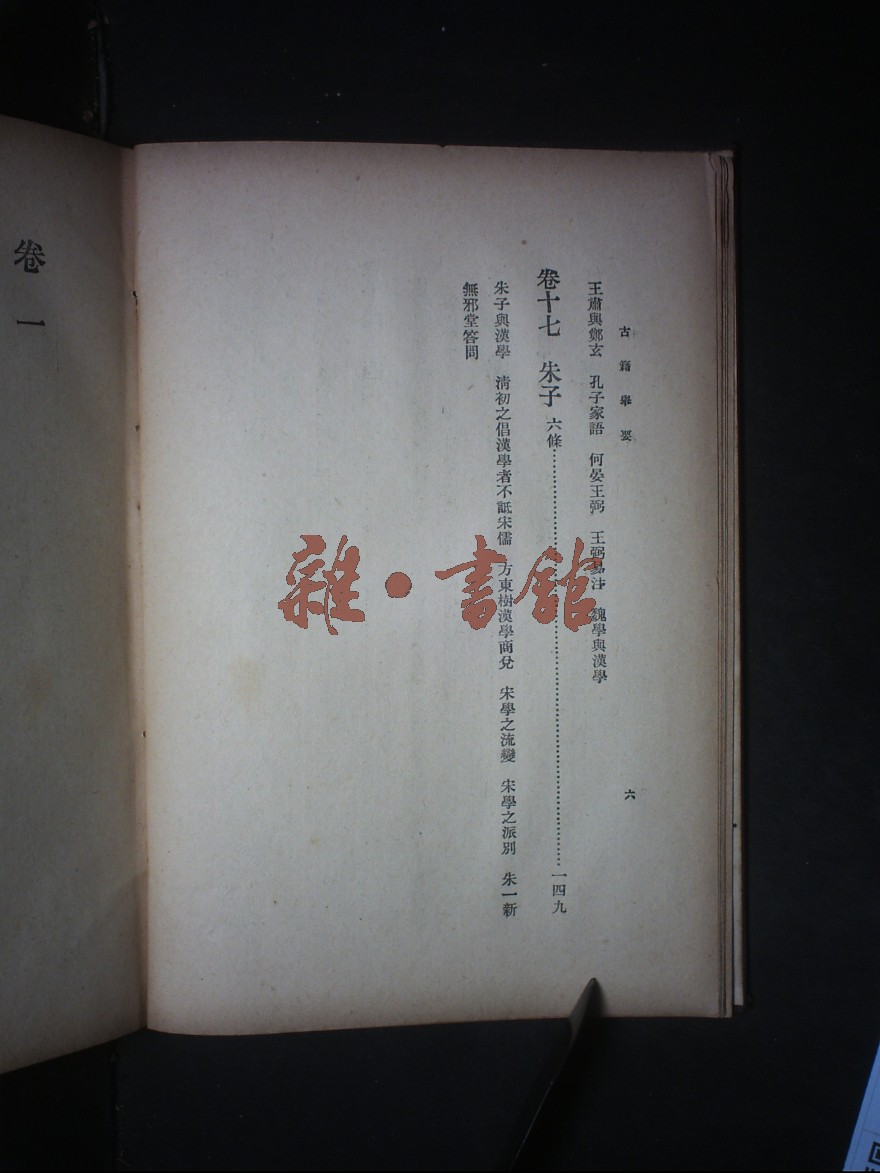 古籍舉要
六
王肅與鄭玄　孔子家語　何晏王弼　王弼易注　魏學與漢學
卷十七　朱子　六條…………一四九
朱子與漢學　清初之倡漢學者不詆宋儒　方東樹漢學商兌　宋學之流變　宋學之派別　朱一新
無邪堂答問
卷一
雜·書館